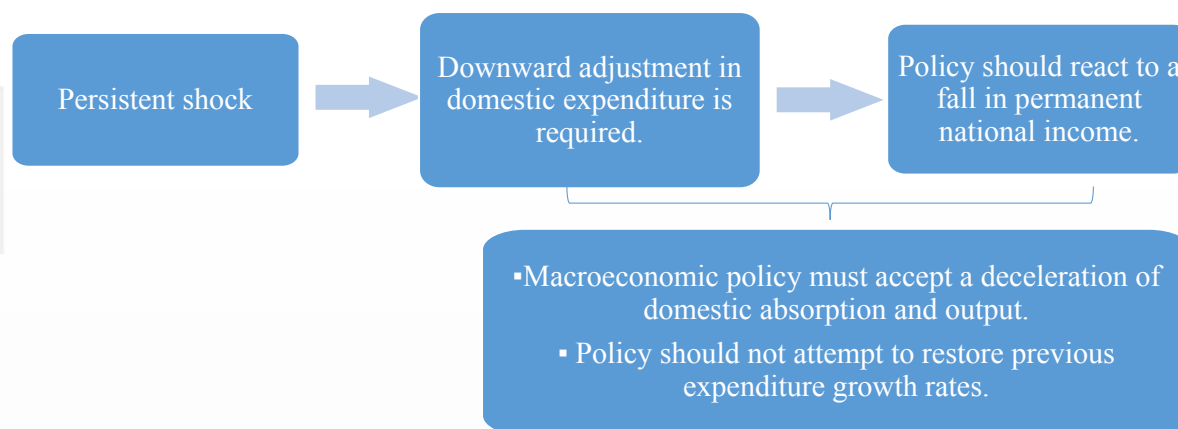 Persistent shock
Downward adjustment in
domestic expenditure is
required.
Policy should react to a
fall in permanent
national income.
▪Macroeconomic policy must accept a deceleration of
domestic absorption and output.
▪ Policy should not attempt to restore previous
expenditure growth rates.